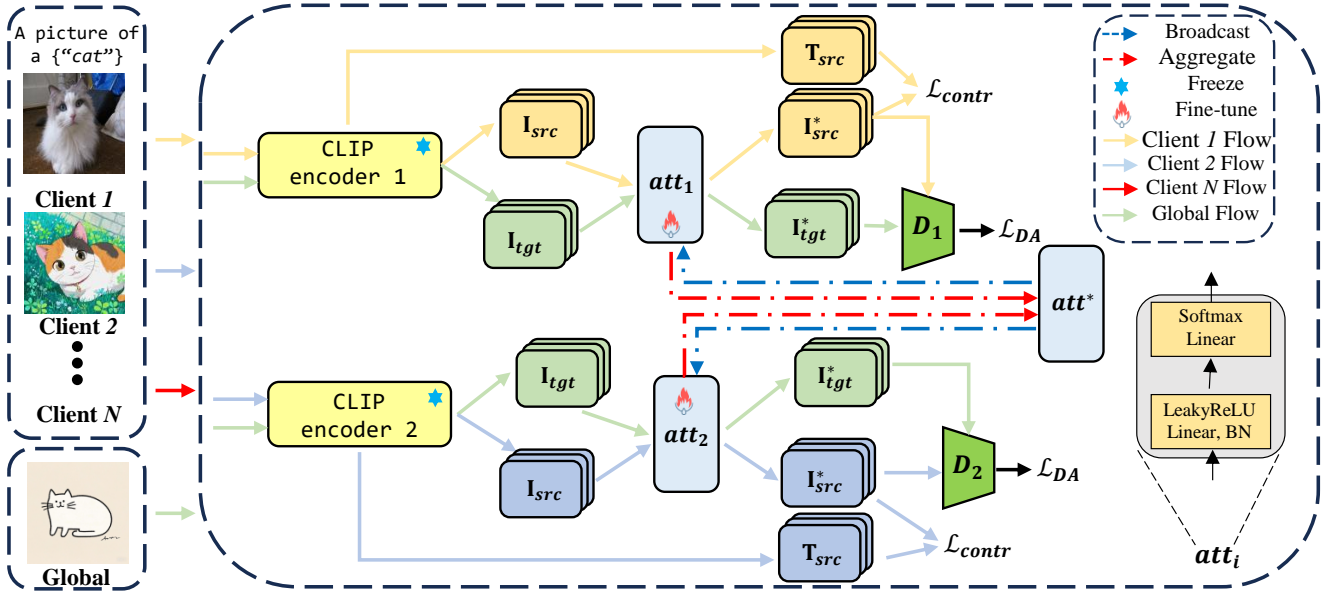 A picture of
a {“cat”}
Client 1
Client 2
Client N
Global
CLIP
encoder 1
I_src
I_tgt
att_1
T_src
I*_src
I*_tgt
ℒ_contr
D_1
ℒ_DA
att*
CLIP
encoder 2
I_tgt
I_src
att_2
I*_tgt
I*_src
T_src
D_2
ℒ_DA
ℒ_contr
Broadcast
Aggregate
Freeze
Fine-tune
Client 1 Flow
Client 2 Flow
Client N Flow
Global Flow
Softmax
Linear
LeakyReLU
Linear, BN
att_i